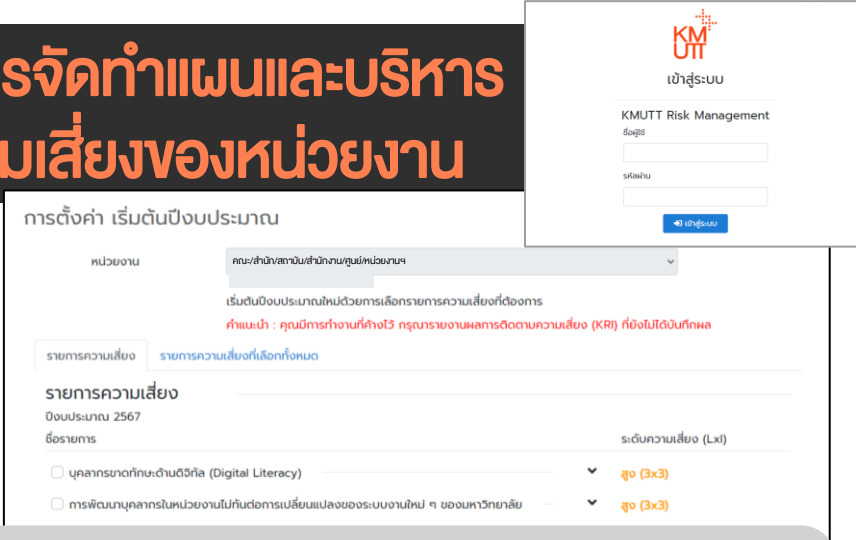 รจัดทำแผนและบริหาร
มเสี่ยงของหน่วยงาน
KM
UTT
เข้าสู่ระบบ
KMUTT Risk Management
ชื่อผู้ใช้
รหัสผ่าน
เข้าสู่ระบบ
การตั้งค่า เริ่มต้นปีงบประมาณ
หน่วยงาน
คณะ/สำนัก/สถาบัน/สำนักงาน/ศูนย์/หน่วยงานฯ
เริ่มต้นปีงบประมาณใหม่ด้วยการเลือกรายการความเสี่ยงที่ต้องการ
คำแนะนำ : คุณมีการทำงานที่ค้างไว้ กรุณารายงานผลการติดตามความเสี่ยง (KRI) ที่ยังไม่ได้บันทึกผล
รายการความเสี่ยง รายการความเสี่ยงที่เลือกทั้งหมด
รายการความเสี่ยง
ปีงบประมาณ 2567
ชื่อรายการ ระดับความเสี่ยง (LxI)
บุคลากรขาดทักษะด้านดิจิทัล (Digital Literacy) สูง (3x3)
การพัฒนาบุคลากรในหน่วยงานไม่ทันต่อการเปลี่ยนแปลงของระบบงานใหม่ ๆ ของมหาวิทยาลัย สูง (3x3)